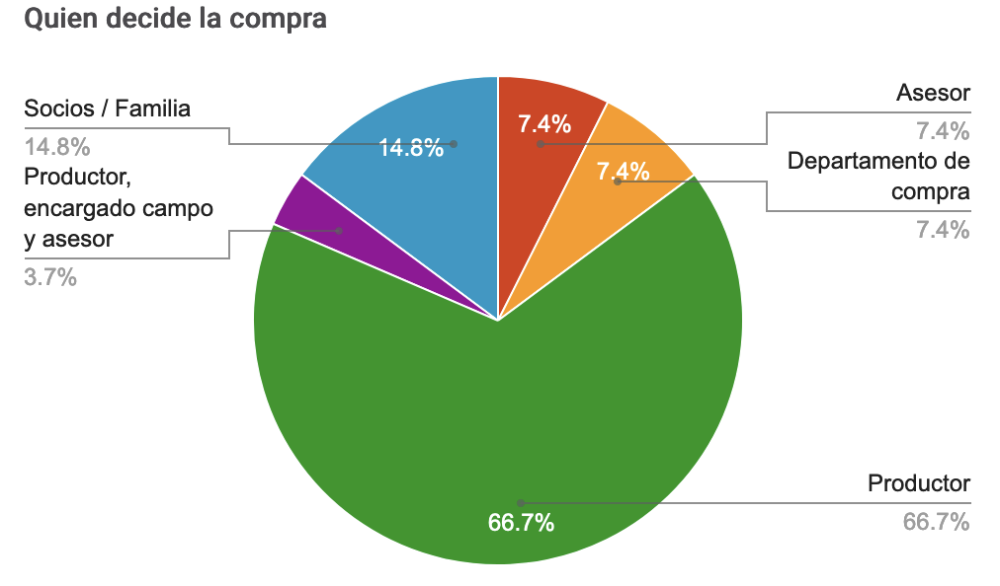 Quien decide la compra
Socios / Familia
14.8%
Productor,
encargado campo
y asesor
3.7%
14.8%
7.4%
7.4%
66.7%
Asesor
7.4%
Departamento de
compra
7.4%
Productor
66.7%